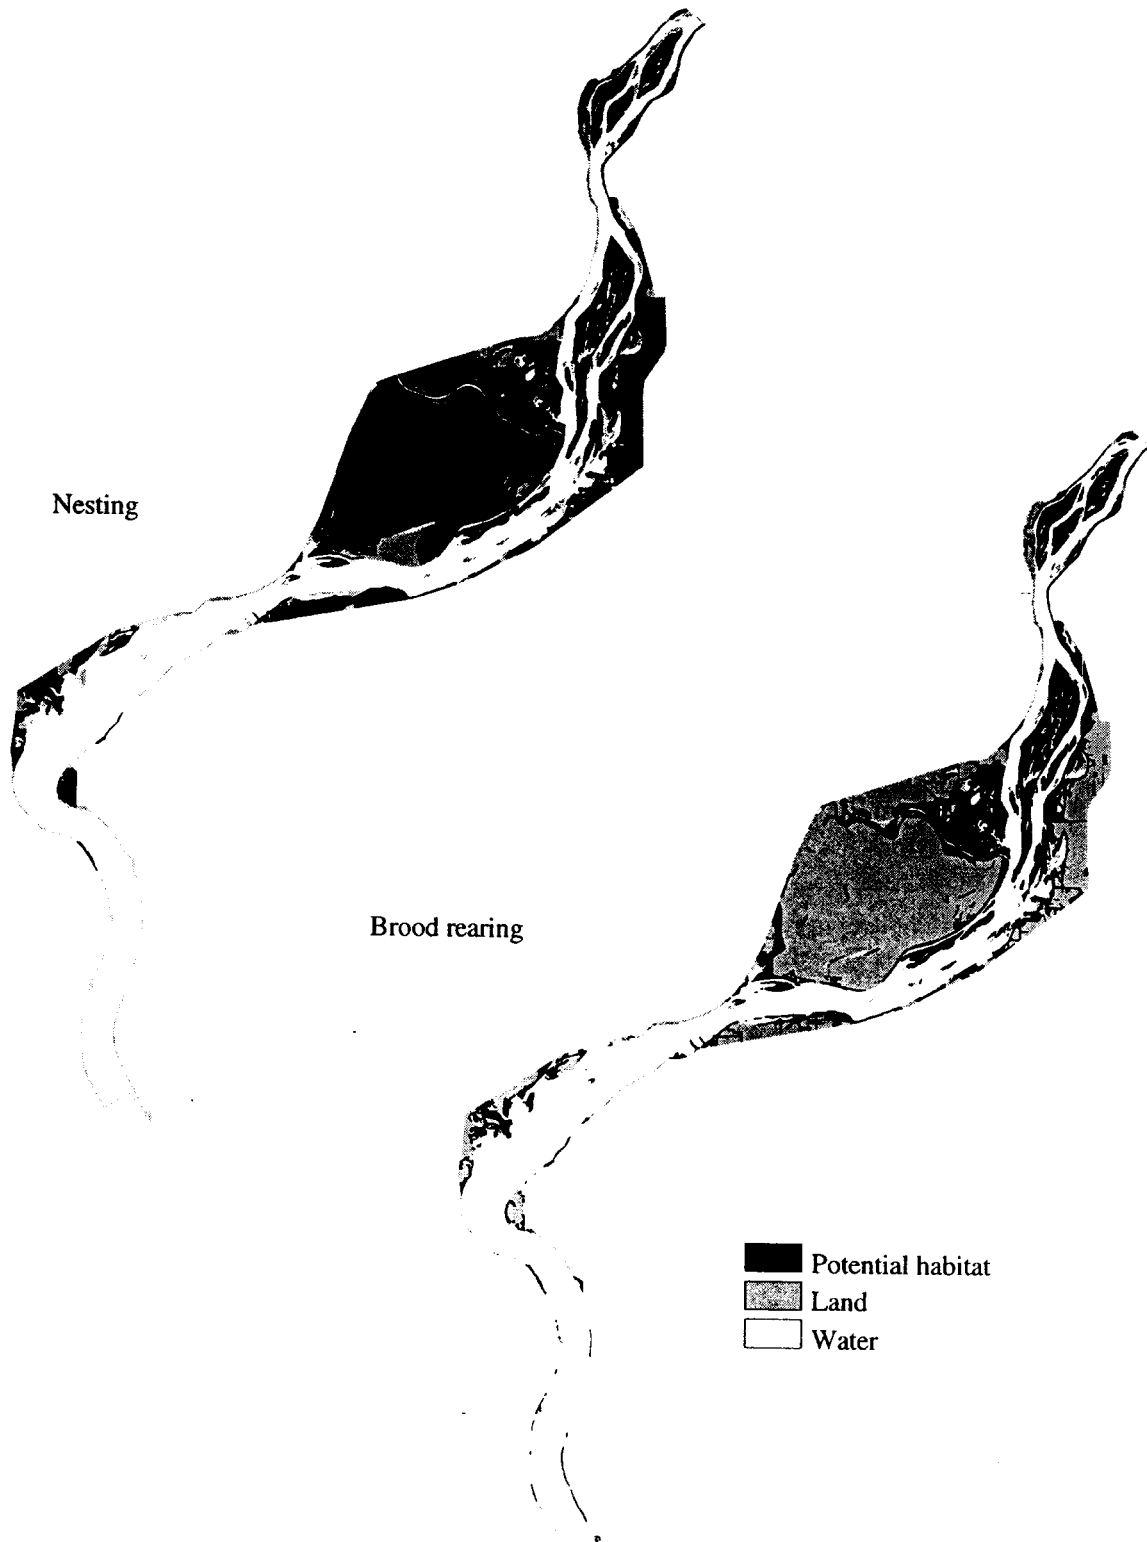 Nesting
Brood rearing
Potential habitat
Land
Water